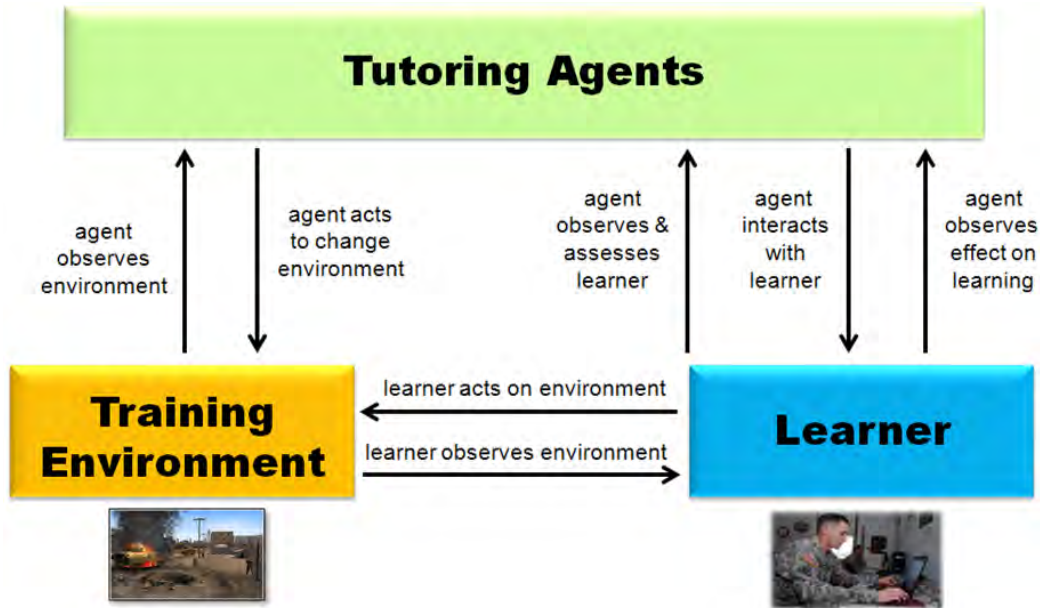 Tutoring Agents
agent
observes
environment
agent acts
to change
environment
agent
observes &
assesses
learner
agent
interacts
with
learner
agent
observes
effect on
learning
Training
Environment
learner acts on environment
learner observes environment
Learner